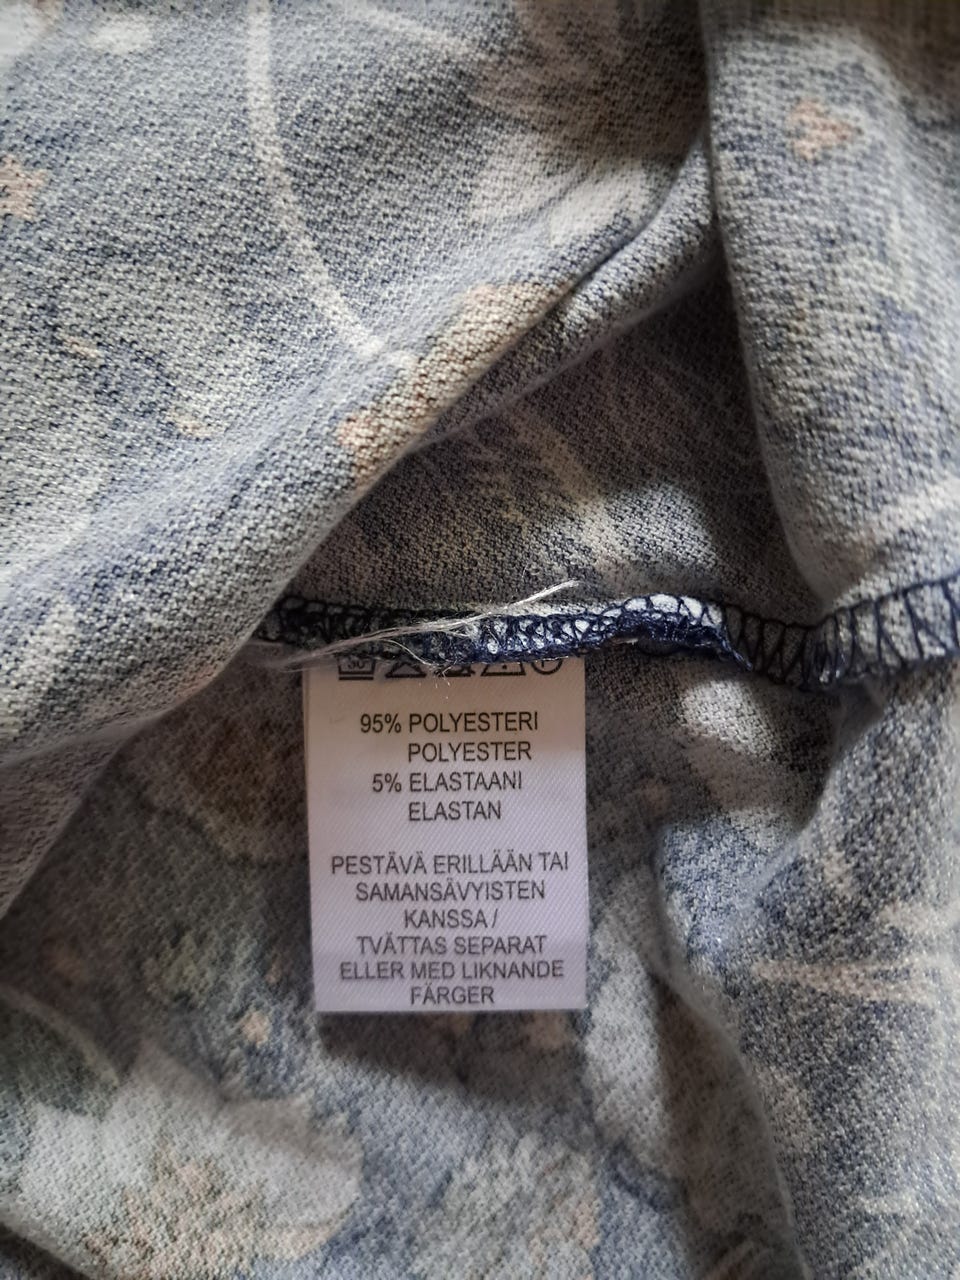 95% POLYESTERI
POLYESTER
5% ELASTAANI
ELASTAN
PESTÄVÄ ERILLÄÄN TAI
SAMANSÄVYISTEN
KANSSA /
TVÄTTAS SEPARAT
ELLER MED LIKNANDE
FÄRGER